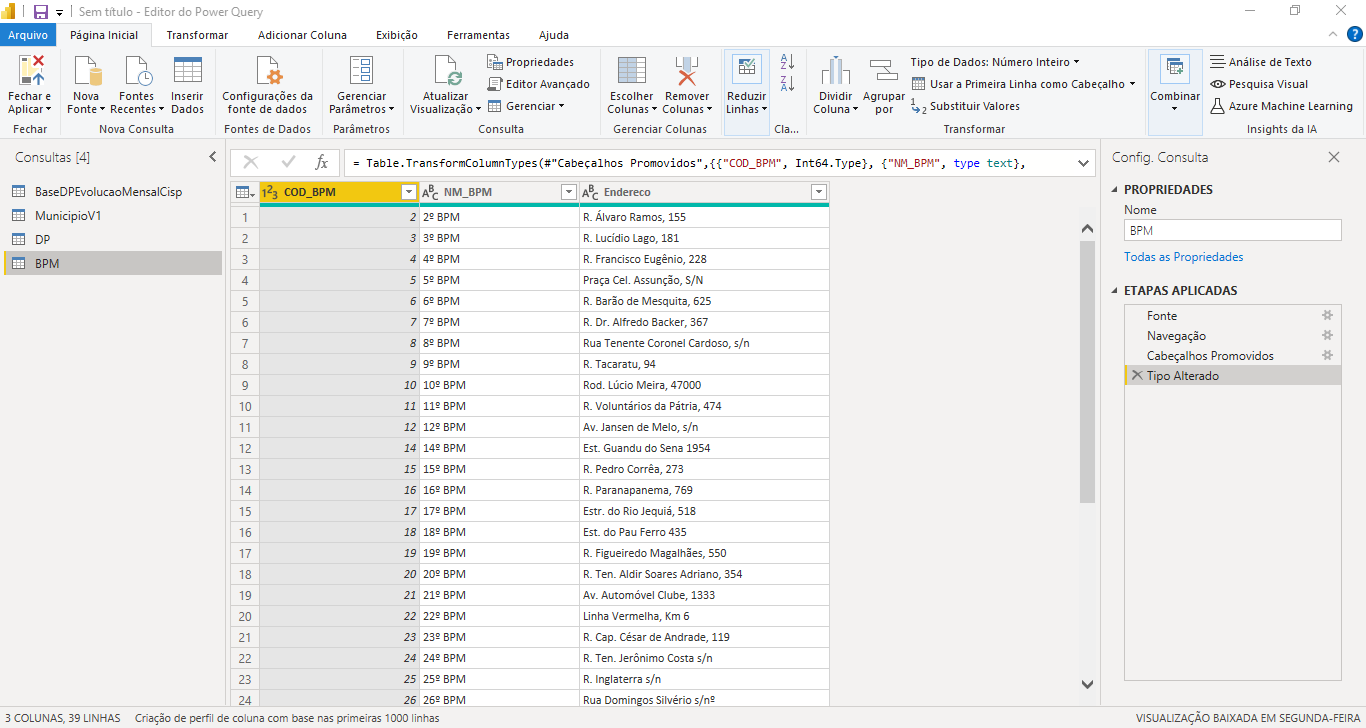 Sem título - Editor do Power Query
Arquivo Página Inicial Transformar Adicionar Coluna Exibição Ferramentas Ajuda
Fechar e Aplicar
Fechar
Nova Fonte
Fontes Recentes
Inserir Dados
Nova Consulta
Configurações da fonte de dados
Fontes de Dados
Gerenciar Parâmetros
Parâmetros
Atualizar Visualização
Propriedades
Editor Avançado
Gerenciar
Consulta
Escolher Colunas
Remover Colunas
Gerenciar Colunas
Reduzir Linhas
Cla...
Dividir Coluna
Agrupar por
Tipo de Dados: Número Inteiro
Usar a Primeira Linha como Cabeçalho
Substituir Valores
Transformar
Combinar
Análise de Texto
Pesquisa Visual
Azure Machine Learning
Insights da IA
Consultas [4]
BaseDPEvolucaoMensalCisp
MunicipioV1
DP
BPM
fx = Table.TransformColumnTypes(#"Cabeçalhos Promovidos",{{"COD_BPM", Int64.Type}, {"NM_BPM", type text},
COD_BPM NM_BPM Endereco
1 2 2º BPM R. Álvaro Ramos, 155
2 3 3º BPM R. Lucídio Lago, 181
3 4 4º BPM R. Francisco Eugênio, 228
4 5 5º BPM Praça Cel. Assunção, S/N
5 6 6º BPM R. Barão de Mesquita, 625
6 7 7º BPM R. Dr. Alfredo Backer, 367
7 8 8º BPM Rua Tenente Coronel Cardoso, s/n
8 9 9º BPM R. Tacaratu, 94
9 10 10º BPM Rod. Lúcio Meira, 47000
10 11 11º BPM R. Voluntários da Pátria, 474
11 12 12º BPM Av. Jansen de Melo, s/n
12 14 14º BPM Est. Guandu do Sena 1954
13 15 15º BPM R. Pedro Corrêa, 273
14 16 16º BPM R. Paranapanema, 769
15 17 17º BPM Estr. do Rio Jequiá, 518
16 18 18º BPM Est. do Pau Ferro 435
17 19 19º BPM R. Figueiredo Magalhães, 550
18 20 20º BPM R. Ten. Aldir Soares Adriano, 354
19 21 21º BPM Av. Automóvel Clube, 1333
20 22 22º BPM Linha Vermelha, Km 6
21 23 23º BPM R. Cap. César de Andrade, 119
22 24 24º BPM R. Ten. Jerônimo Costa s/n
23 25 25º BPM R. Inglaterra s/n
24 26 26º BPM Rua Domingos Silvério s/nº
Config. Consulta
PROPRIEDADES
Nome
BPM
Todas as Propriedades
ETAPAS APLICADAS
Fonte
Navegação
Cabeçalhos Promovidos
Tipo Alterado
3 COLUNAS, 39 LINHAS Criação de perfil de coluna com base nas primeiras 1000 linhas VISUALIZAÇÃO BAIXADA EM SEGUNDA-FEIRA